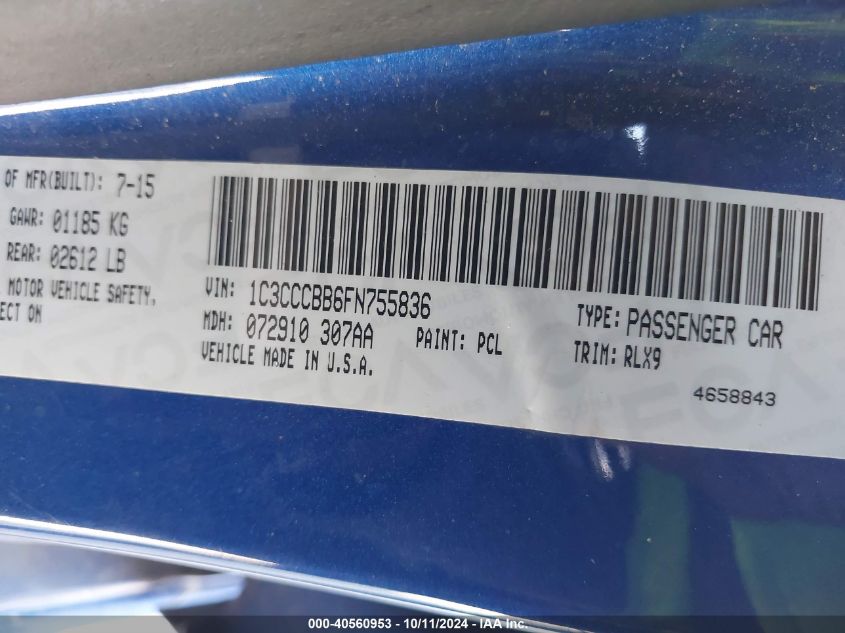 OF MFR(BUILT): 7-15
GAWR: 01185 KG
REAR: 02612 LB
MOTOR VEHICLE SAFETY,
ECT ON
VIN: 1C3CCCBB6FN755836
MDH: 072910 307AA
PAINT: PCL
VEHICLE MADE IN U.S.A.
TYPE: PASSENGER CAR
TRIM: RLX9
4658843
000-40560953 - 10/11/2024 - IAA Inc.